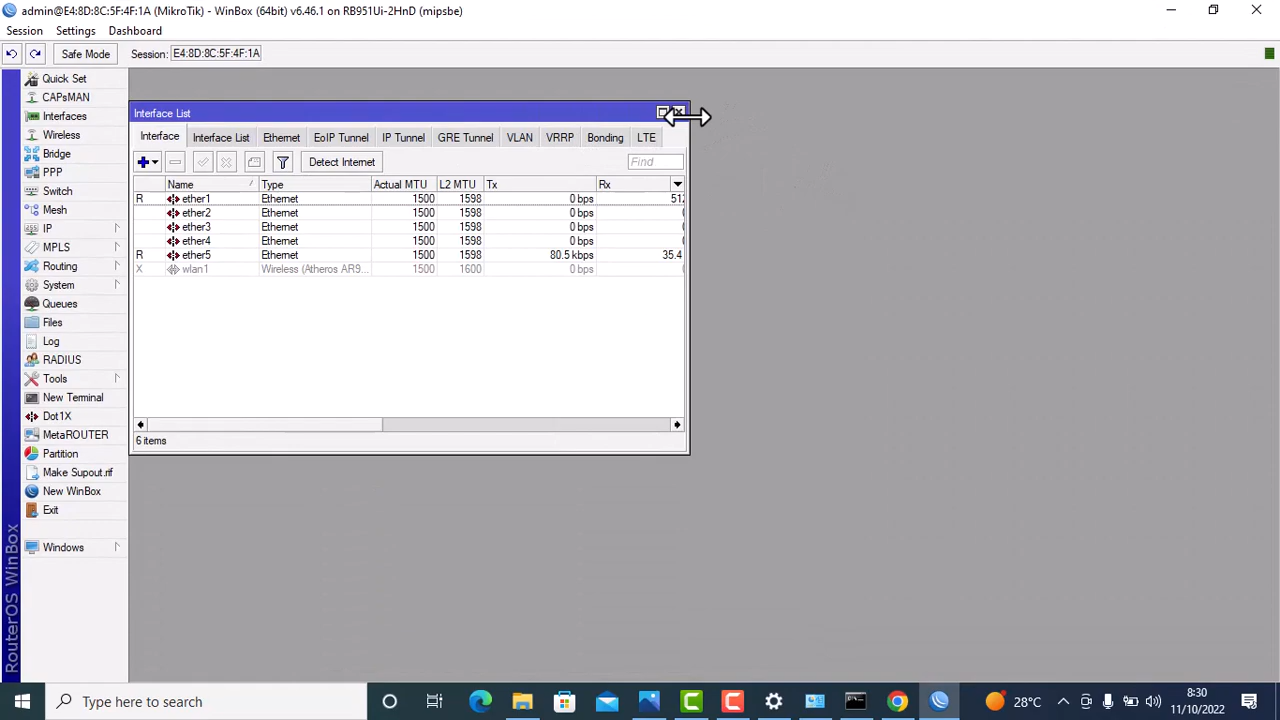 admin@E4:8D:8C:5F:4F:1A (MikroTik) - WinBox (64bit) v6.46.1 on RB951Ui-2HnD (mipsbe)
Session Settings Dashboard
Safe Mode Session: E4:8D:8C:5F:4F:1A
Quick Set
CAPsMAN
Interfaces
Wireless
Bridge
PPP
Switch
Mesh
IP
MPLS
Routing
System
Queues
Files
Log
RADIUS
Tools
New Terminal
Dot1X
MetaROUTER
Partition
Make Supout.rif
New WinBox
Exit
Windows
RouterOS WinBox
Interface List
Interface Interface List Ethernet EoIP Tunnel IP Tunnel GRE Tunnel VLAN VRRP Bonding LTE
Detect Internet Find
Name Type Actual MTU L2 MTU Tx Rx
R ether1 Ethernet 1500 1598 0 bps 512
ether2 Ethernet 1500 1598 0 bps
ether3 Ethernet 1500 1598 0 bps
ether4 Ethernet 1500 1598 0 bps
R ether5 Ethernet 1500 1598 80.5 kbps 35.4
X wlan1 Wireless (Atheros AR9... 1500 1600 0 bps
6 items
Type here to search
28°C
8:30
11/10/2022